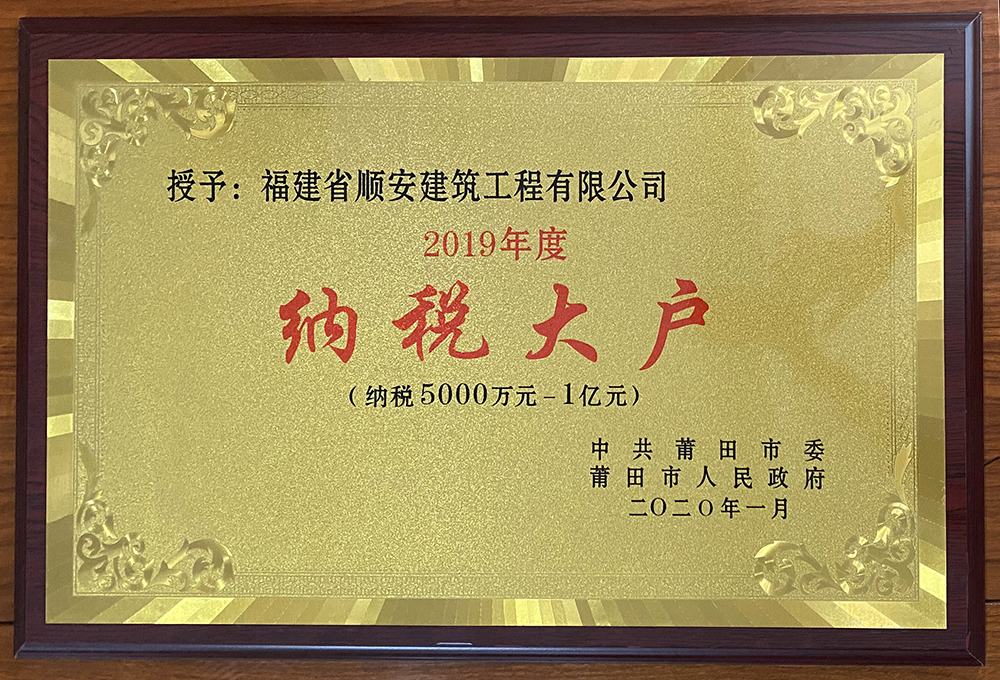 授予：福建省顺安建筑工程有限公司
2019年度
纳税大户
（纳税5000万元-1亿元）
中共莆田市委
莆田市人民政府
二〇二〇年一月